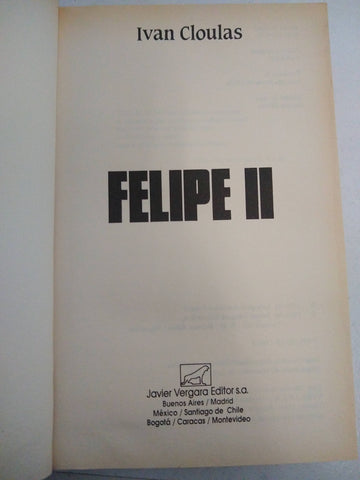 Ivan Cloulas
FELIPE II
Javier Vergara Editor s.a.
Buenos Aires / Madrid
México / Santiago de Chile
Bogotá / Caracas / Montevideo